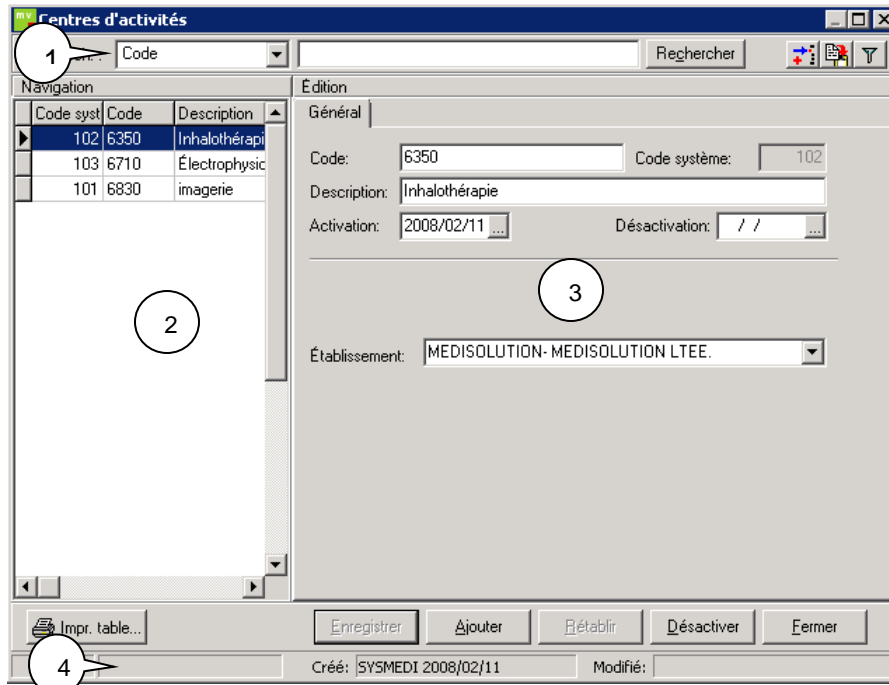 mv Centres d'activités
1 Code Rechercher
Navigation Édition
Code syst Code Description Général
102 6350 Inhalothérapi
103 6710 Électrophysic
101 6830 imagerie
Code: 6350 Code système: 102
Description: Inhalothérapie
Activation: 2008/02/11 ... Désactivation: / / ...
3
2
Établissement: MEDISOLUTION- MEDISOLUTION LTEE.
Impr. table... Enregistrer Ajouter Rétablir Désactiver Fermer
4 Créé: SYSMEDI 2008/02/11 Modifié: